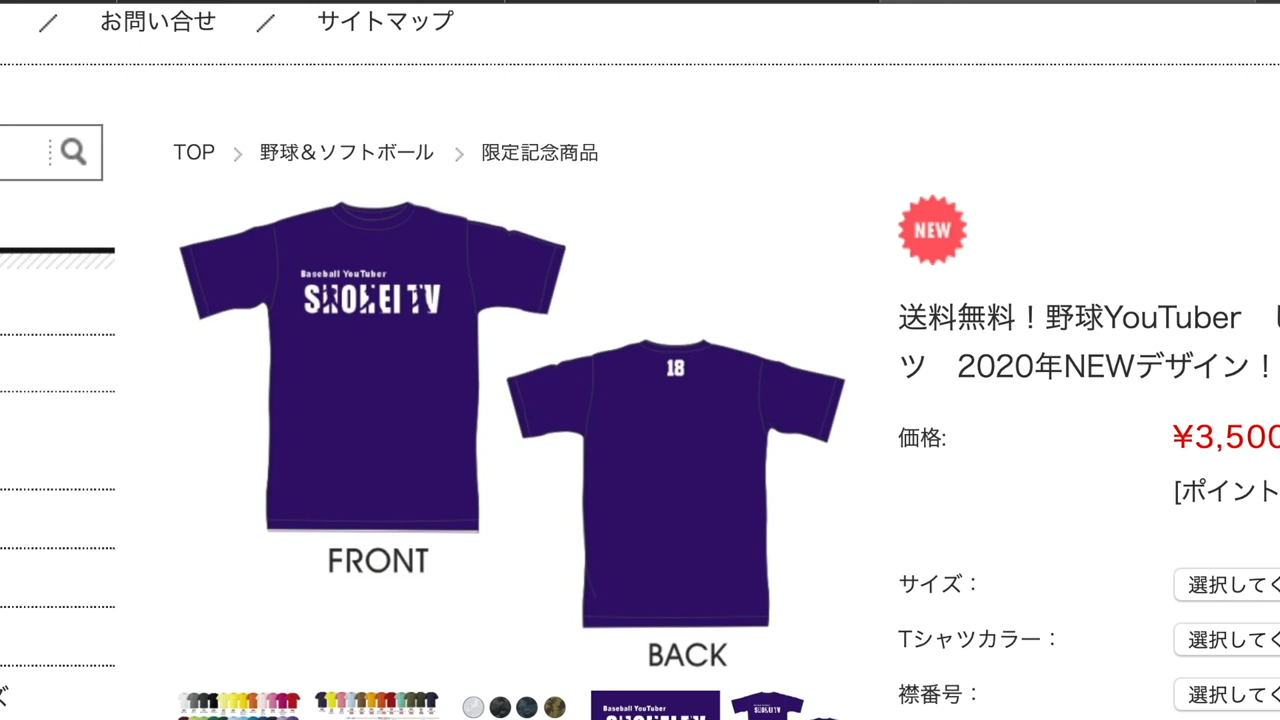 ／ お問い合せ ／ サイトマップ
TOP > 野球＆ソフトボール > 限定記念商品
NEW
Baseball YouTuber
SHOHEI TV
18
FRONT
BACK
送料無料！野球YouTuber
ツ 2020年NEWデザイン！
価格:
¥3,500
[ポイント
サイズ：
選択してく
Tシャツカラー：
選択してく
襟番号：
選択してく
ズ
Baseball YouTuber
SHOHEI TV